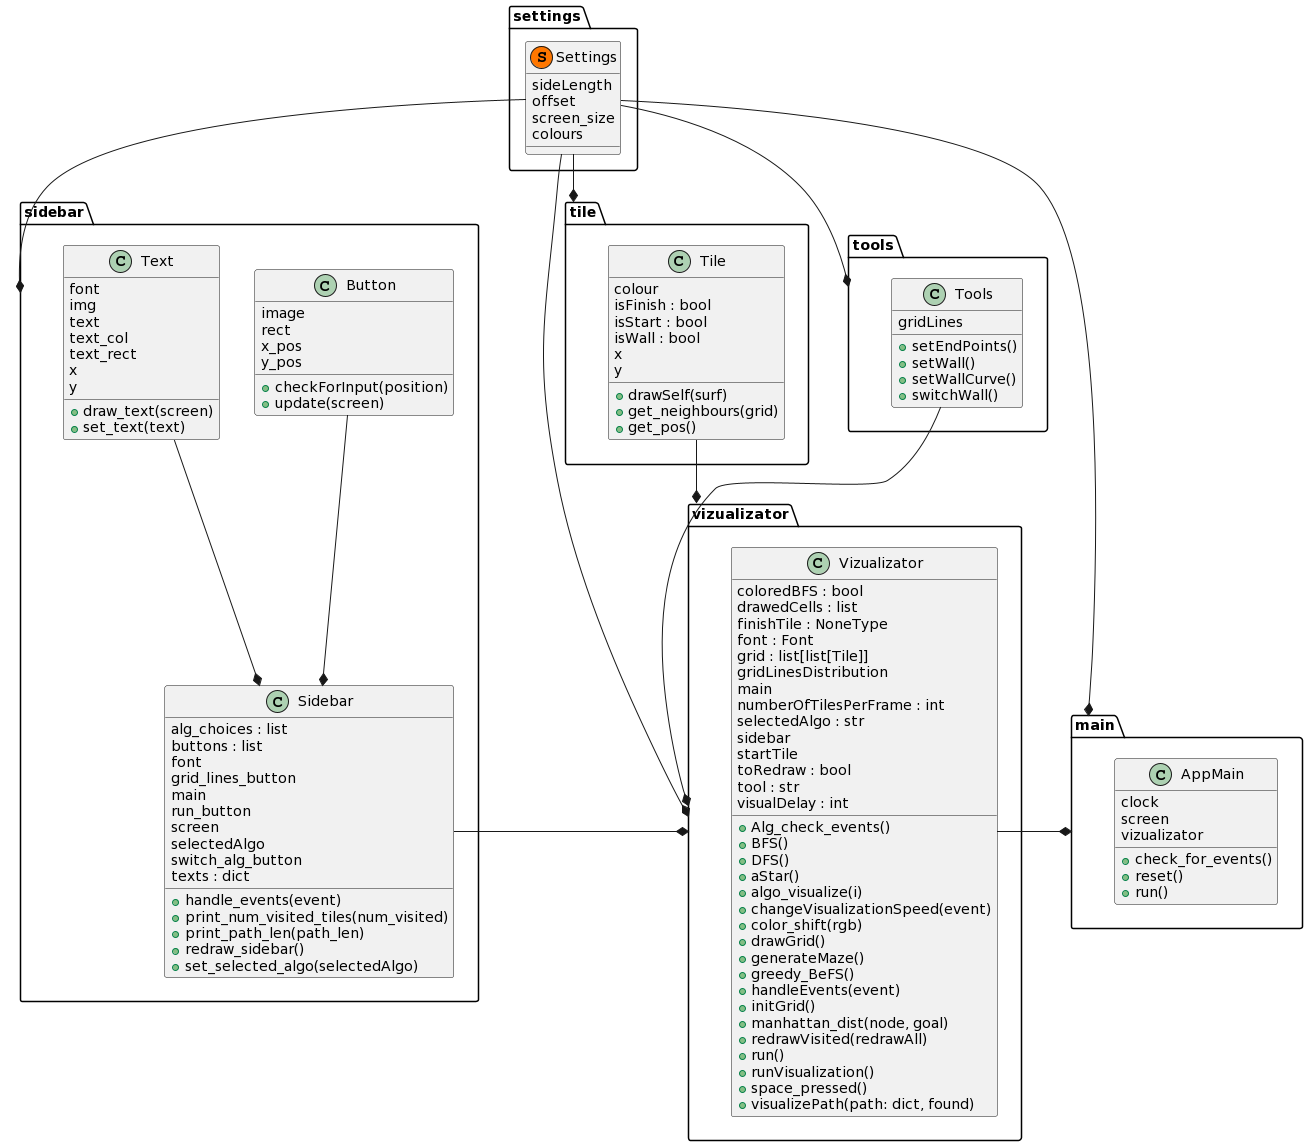 settings
S Settings
sideLength
offset
screen_size
colours
sidebar
C Text
font
img
text
text_col
text_rect
x
y
draw_text(screen)
set_text(text)
C Button
image
rect
x_pos
y_pos
checkForInput(position)
update(screen)
tile
C Tile
colour
isFinish : bool
isStart : bool
isWall : bool
x
y
drawSelf(surf)
get_neighbours(grid)
get_pos()
tools
C Tools
gridLines
setEndPoints()
setWall()
setWallCurve()
switchWall()
C Sidebar
alg_choices : list
buttons : list
font
grid_lines_button
main
run_button
screen
selectedAlgo
switch_alg_button
texts : dict
handle_events(event)
print_num_visited_tiles(num_visited)
print_path_len(path_len)
redraw_sidebar()
set_selected_algo(selectedAlgo)
vizualizator
C Vizualizator
coloredBFS : bool
drawedCells : list
finishTile : NoneType
font : Font
grid : list[list[Tile]]
gridLinesDistribution
main
numberOfTilesPerFrame : int
selectedAlgo : str
sidebar
startTile
toRedraw : bool
tool : str
visualDelay : int
Alg_check_events()
BFS()
DFS()
aStar()
algo_visualize(i)
changeVisualizationSpeed(event)
color_shift(rgb)
drawGrid()
generateMaze()
greedy_BeFS()
handleEvents(event)
initGrid()
manhattan_dist(node, goal)
redrawVisited(redrawAll)
run()
runVisualization()
space_pressed()
visualizePath(path: dict, found)
main
C AppMain
clock
screen
vizualizator
check_for_events()
reset()
run()